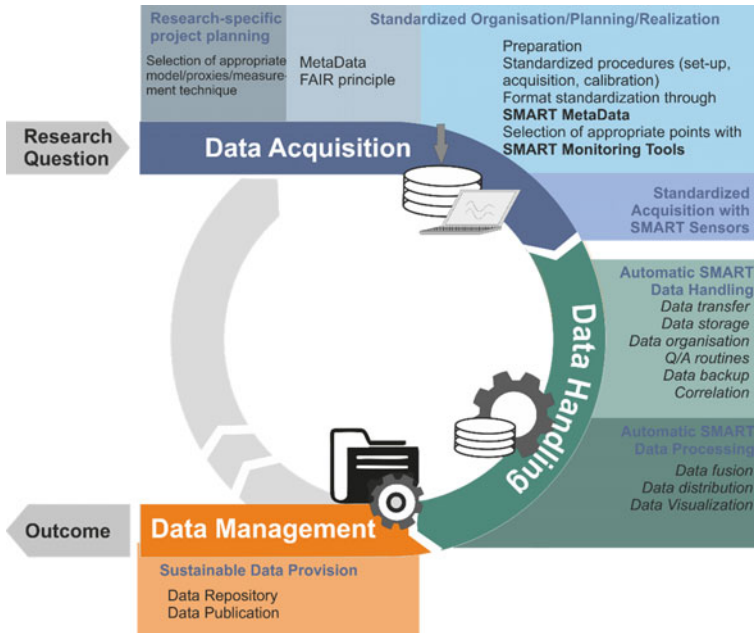 Research-specific
project planning
Selection of appropriate
model/proxies/measure-
ment technique
MetaData
FAIR principle
Standardized Organisation/Planning/Realization
Preparation
Standardized procedures (set-up,
acquisition, calibration)
Format standardization through
SMART MetaData
Selection of appropriate points with
SMART Monitoring Tools
Research
Question
Data Acquisition
Standardized
Acquisition with
SMART Sensors
Automatic SMART
Data Handling
Data transfer
Data storage
Data organisation
Q/A routines
Data backup
Correlation
Data Handling
Automatic SMART
Data Processing
Data fusion
Data distribution
Data Visualization
Outcome
Data Management
Sustainable Data Provision
Data Repository
Data Publication